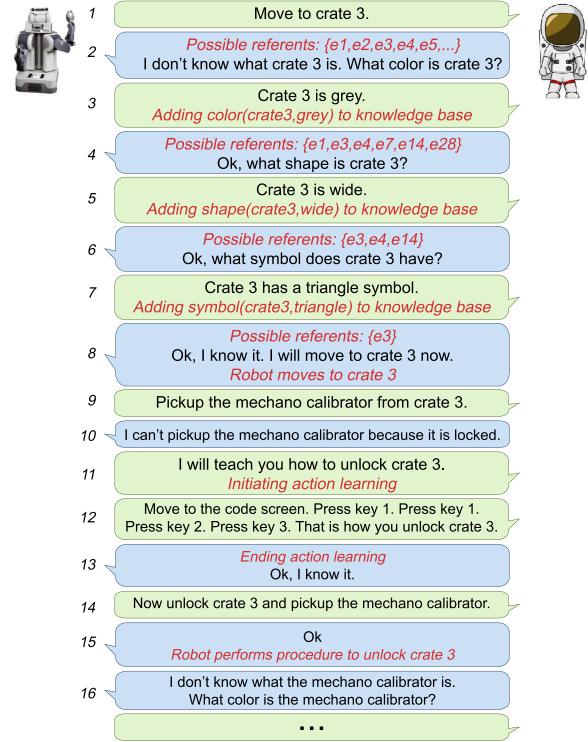 1
Move to crate 3.
2
Possible referents: {e1,e2,e3,e4,e5,...}
I don't know what crate 3 is. What color is crate 3?
3
Crate 3 is grey.
Adding color(crate3,grey) to knowledge base
4
Possible referents: {e1,e3,e4,e7,e14,e28}
Ok, what shape is crate 3?
5
Crate 3 is wide.
Adding shape(crate3,wide) to knowledge base
6
Possible referents: {e3,e4,e14}
Ok, what symbol does crate 3 have?
7
Crate 3 has a triangle symbol.
Adding symbol(crate3,triangle) to knowledge base
8
Possible referents: {e3}
Ok, I know it. I will move to crate 3 now.
Robot moves to crate 3
9
Pickup the mechano calibrator from crate 3.
10
I can't pickup the mechano calibrator because it is locked.
11
I will teach you how to unlock crate 3.
Initiating action learning
12
Move to the code screen. Press key 1. Press key 1.
Press key 2. Press key 3. That is how you unlock crate 3.
13
Ending action learning
Ok, I know it.
14
Now unlock crate 3 and pickup the mechano calibrator.
15
Ok
Robot performs procedure to unlock crate 3
16
I don't know what the mechano calibrator is.
What color is the mechano calibrator?
...